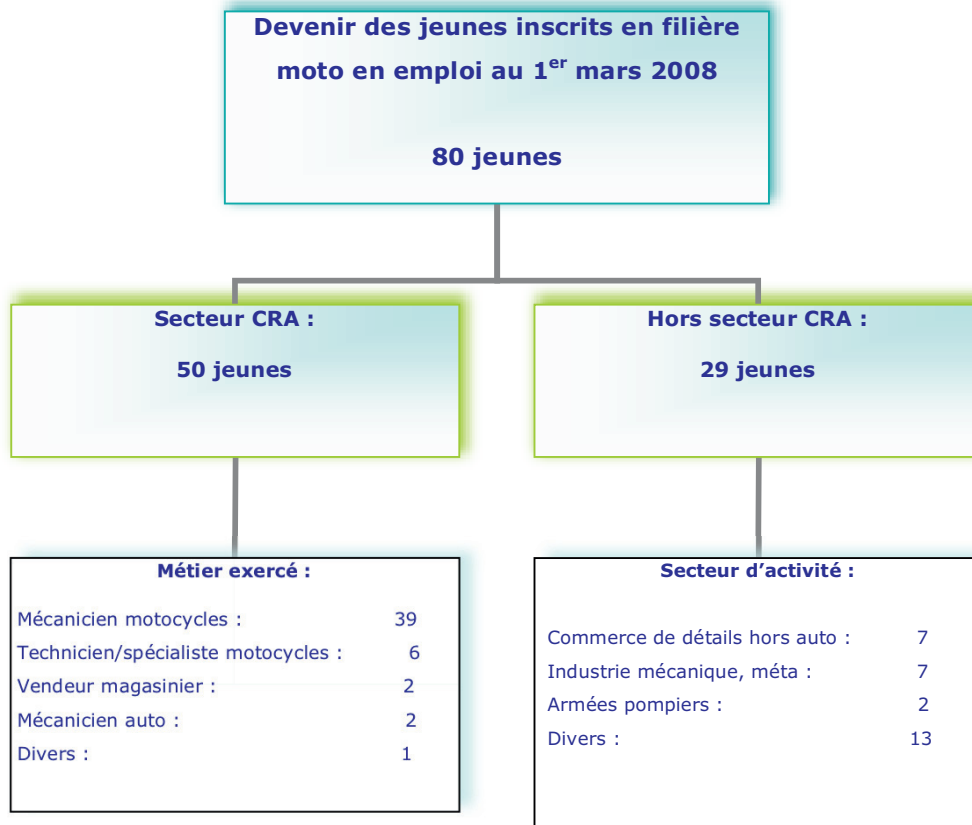 Devenir des jeunes inscrits en filière
moto en emploi au 1er mars 2008
80 jeunes
Secteur CRA :
50 jeunes
Hors secteur CRA :
29 jeunes
Métier exercé :
Mécanicien motocycles : 39
Technicien/spécialiste motocycles : 6
Vendeur magasinier : 2
Mécanicien auto : 2
Divers : 1
Secteur d’activité :
Commerce de détails hors auto : 7
Industrie mécanique, méta : 7
Armées pompiers : 2
Divers : 13